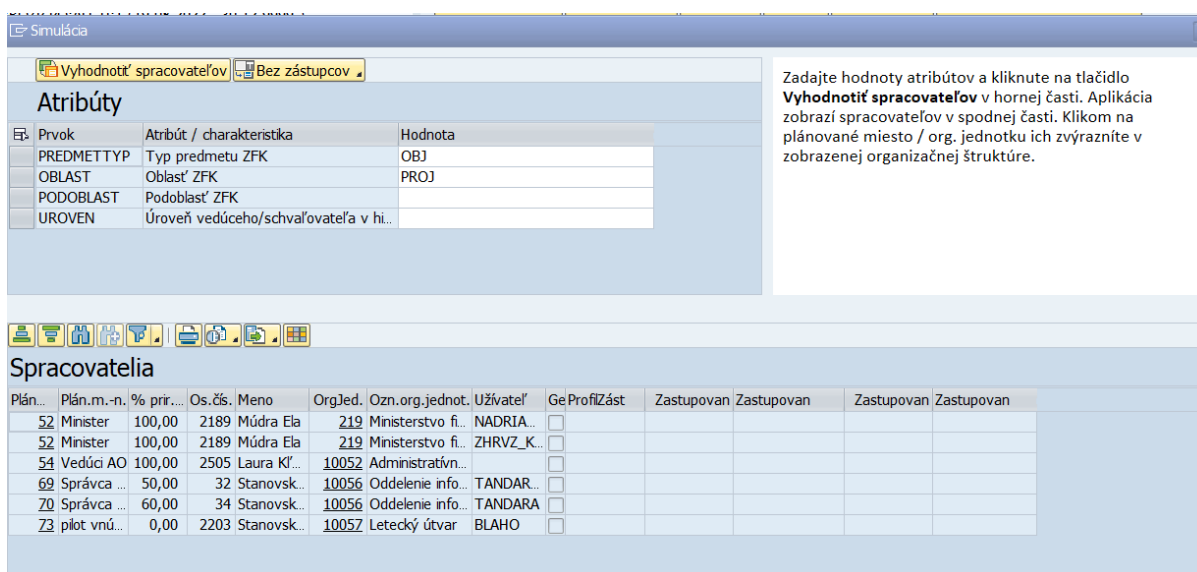 Simulácia
Vyhodnotiť spracovateľov Bez zástupcov
Zadajte hodnoty atribútov a kliknute na tlačidlo
Vyhodnotiť spracovateľov v hornej časti. Aplikácia
zobrazí spracovateľov v spodnej časti. Klikom na
plánované miesto / org. jednotku ich zvýrazníte v
zobrazenej organizačnej štruktúre.
Atribúty
Prvok Atribút / charakteristika Hodnota
PREDMETTYP Typ predmetu ZFK OBJ
OBLAST Oblasť ZFK PROJ
PODOBLAST Podoblasť ZFK
UROVEN Úroveň vedúceho/schvaľovateľa v hi...
Spracovatelia
Plán... Plán.m.-n. % prir... Os.čís. Meno OrgJed. Ozn.org.jednot. Užívateľ Ge ProfilZást Zastupovan Zastupovan Zastupovan Zastupovan
52 Minister 100,00 2189 Múdra Ela 219 Ministerstvo fi... NADRIA...
52 Minister 100,00 2189 Múdra Ela 219 Ministerstvo fi... ZHRVZ_K...
54 Vedúci AO 100,00 2505 Laura Kľ... 10052 Administratívn...
69 Správca ... 50,00 32 Stanovsk... 10056 Oddelenie info... TANDAR...
70 Správca ... 60,00 34 Stanovsk... 10056 Oddelenie info... TANDARA
73 pilot vnú... 0,00 2203 Stanovsk... 10057 Letecký útvar BLAHO